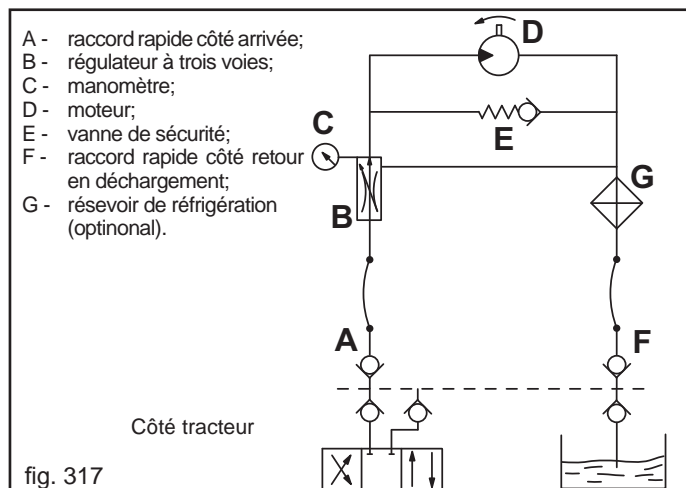 A - raccord rapide côté arrivée;
B - régulateur à trois voies;
C - manomètre;
D - moteur;
E - vanne de sécurité;
F - raccord rapide côté retour
en déchargement;
G - résevoir de réfrigération
(optinonal).
D
E
C
G
B
A
F
Côté tracteur
fig. 317